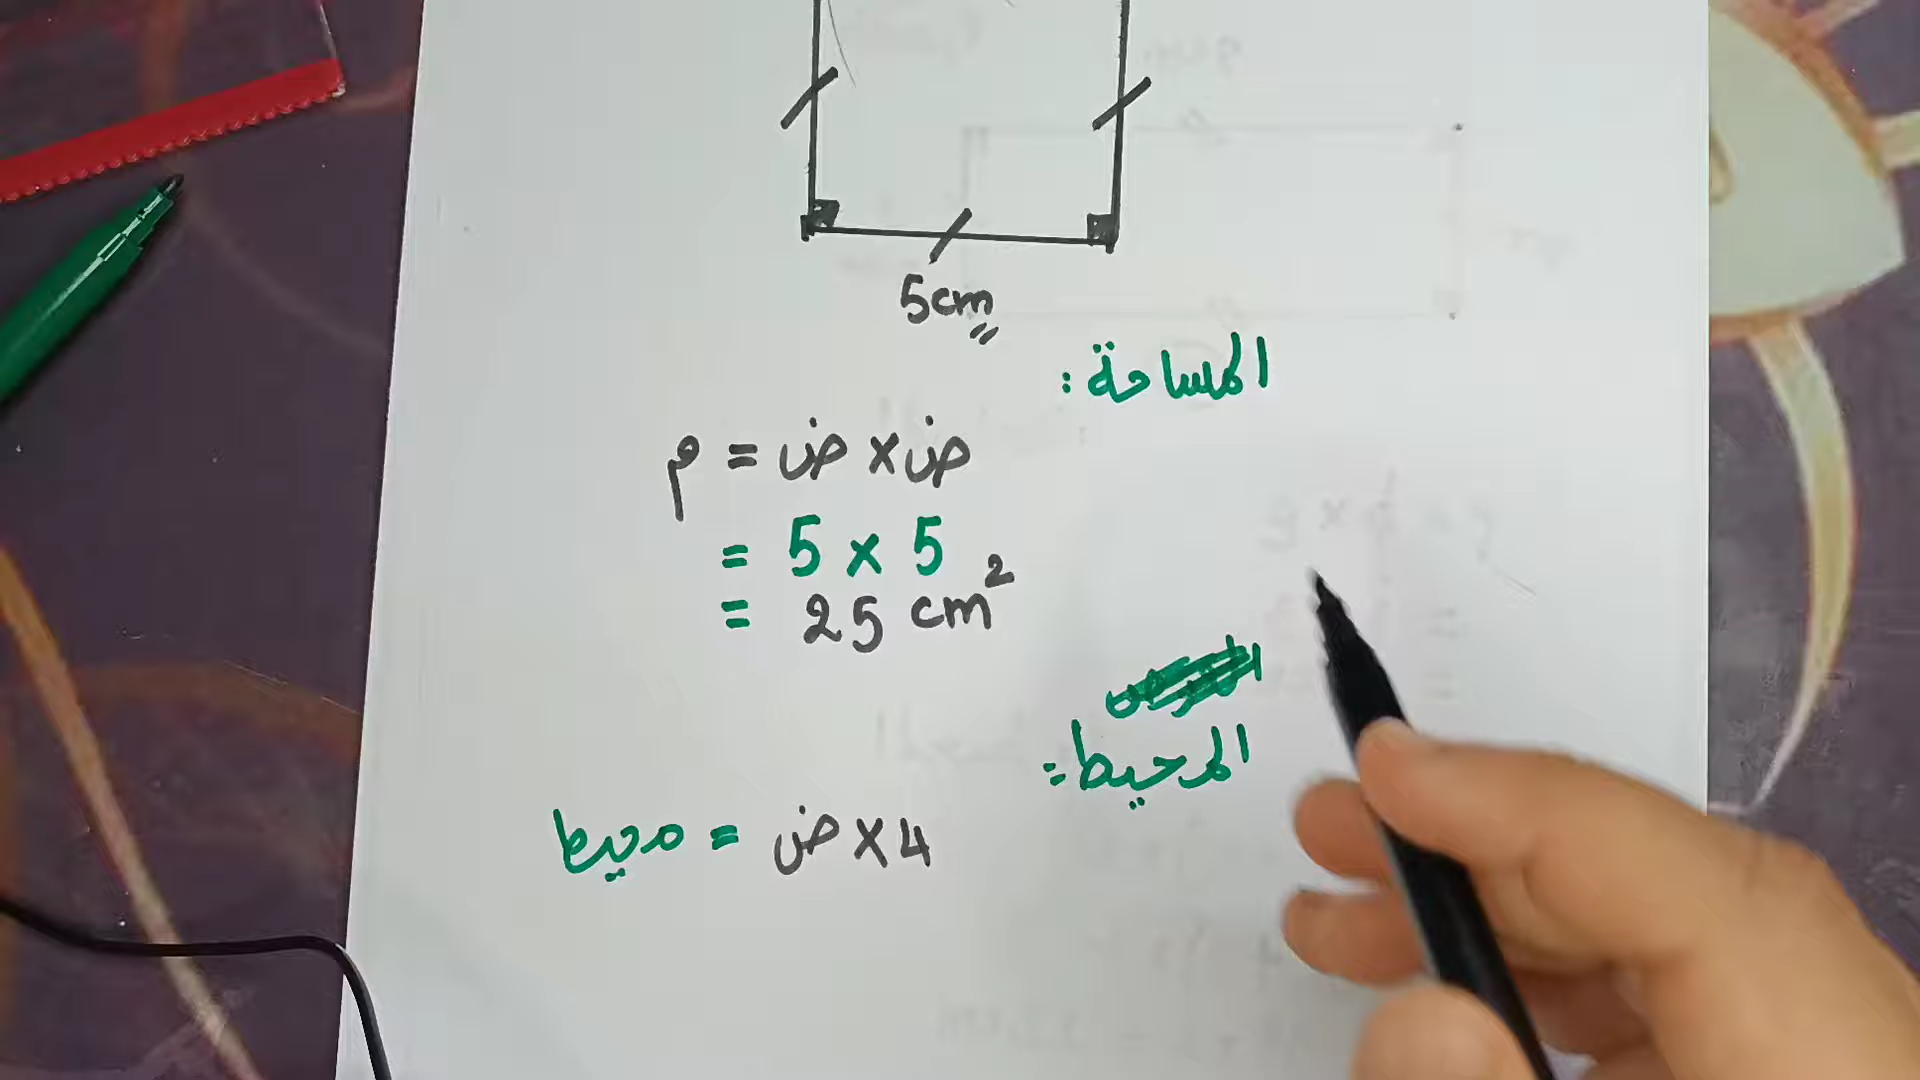 5cm
المساحة :
م = ض × ض
= 5 × 5
= 25 cm²
المحيط :
محيط = ض × 4